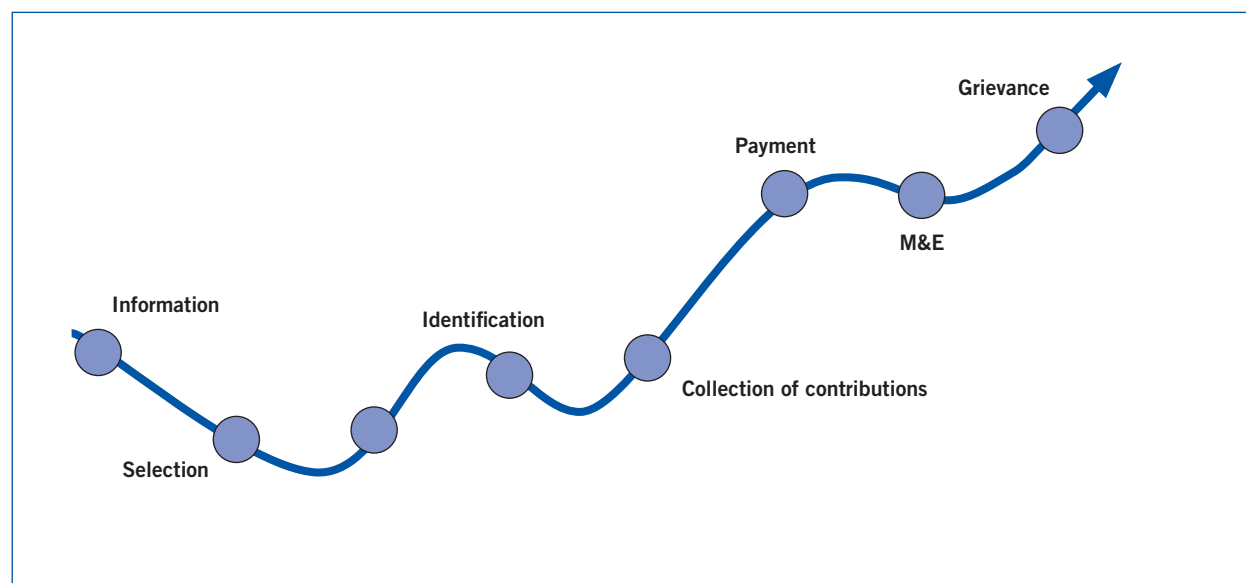 Information
Selection
Identification
Collection of contributions
Payment
M&E
Grievance